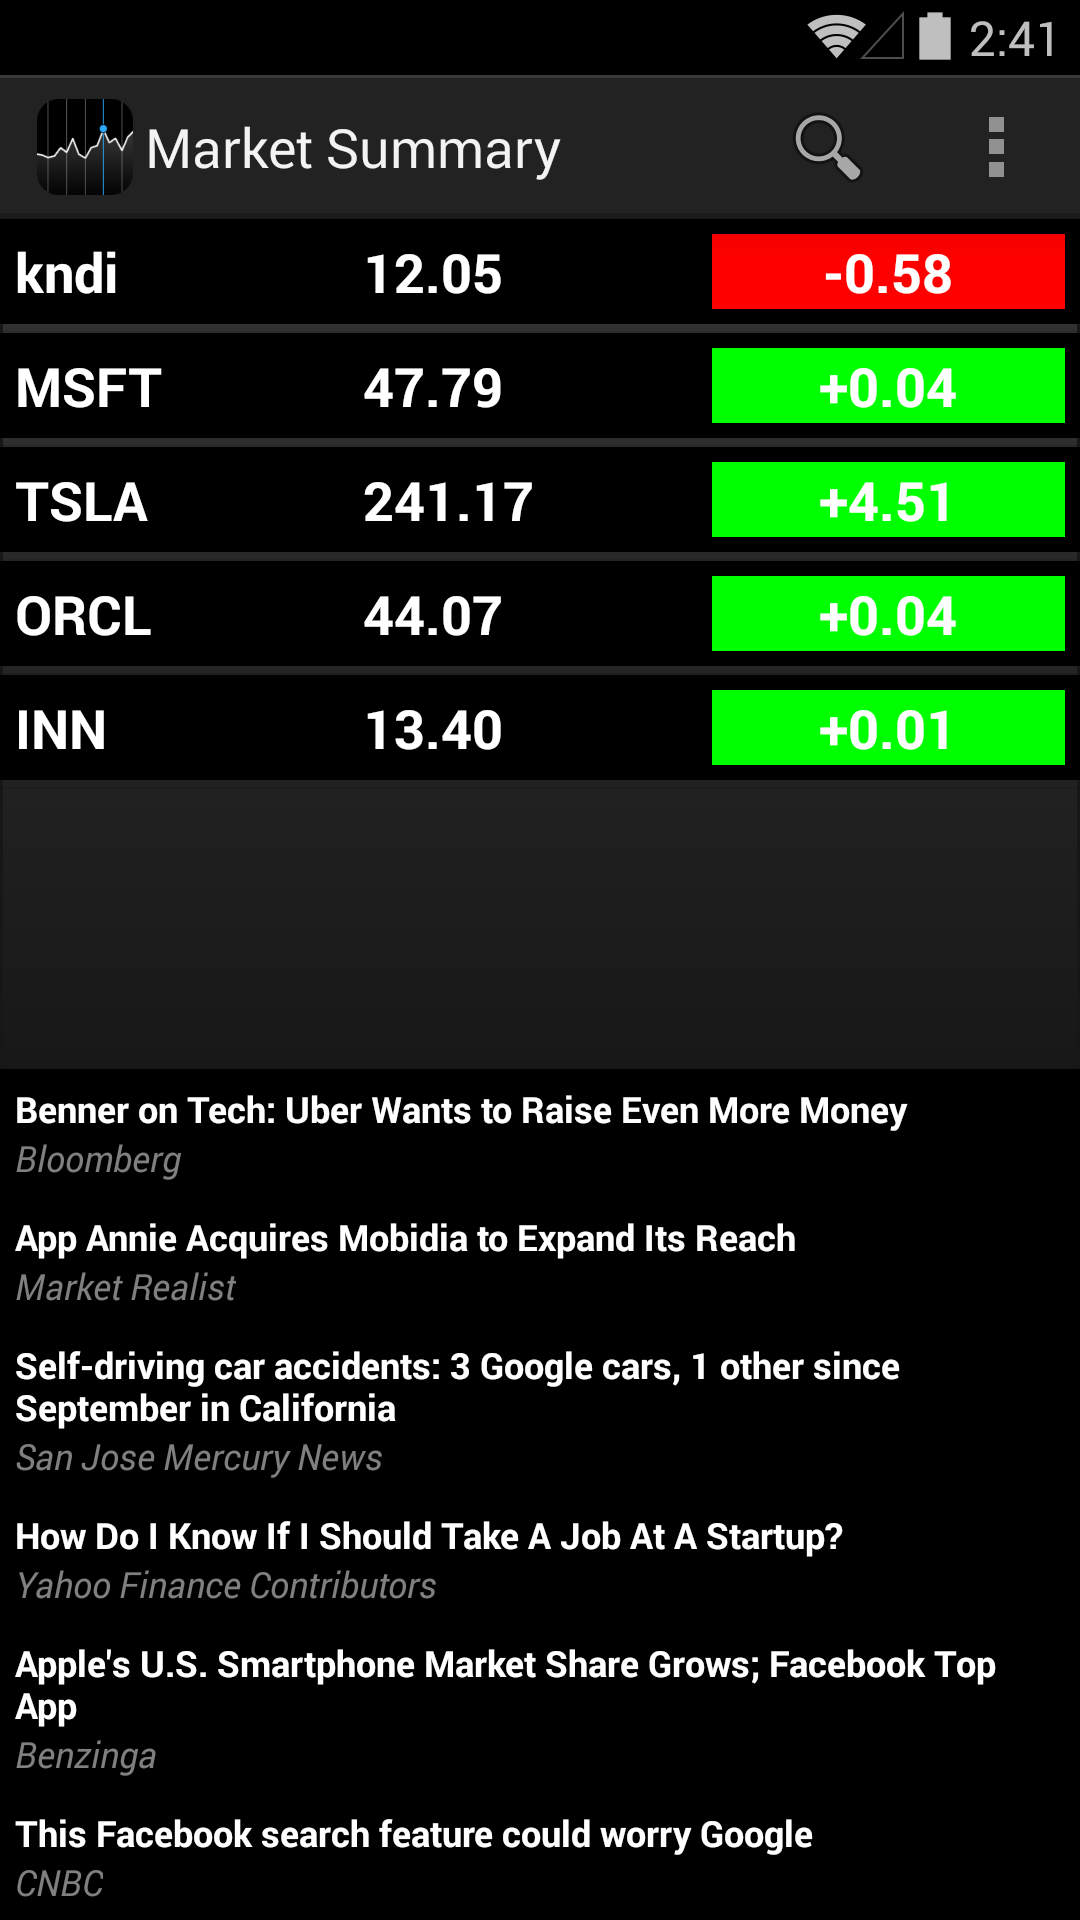 2:41
Market Summary
kndi 12.05 -0.58
MSFT 47.79 +0.04
TSLA 241.17 +4.51
ORCL 44.07 +0.04
INN 13.40 +0.01
Benner on Tech: Uber Wants to Raise Even More Money
Bloomberg
App Annie Acquires Mobidia to Expand Its Reach
Market Realist
Self-driving car accidents: 3 Google cars, 1 other since
September in California
San Jose Mercury News
How Do I Know If I Should Take A Job At A Startup?
Yahoo Finance Contributors
Apple's U.S. Smartphone Market Share Grows; Facebook Top
App
Benzinga
This Facebook search feature could worry Google
CNBC